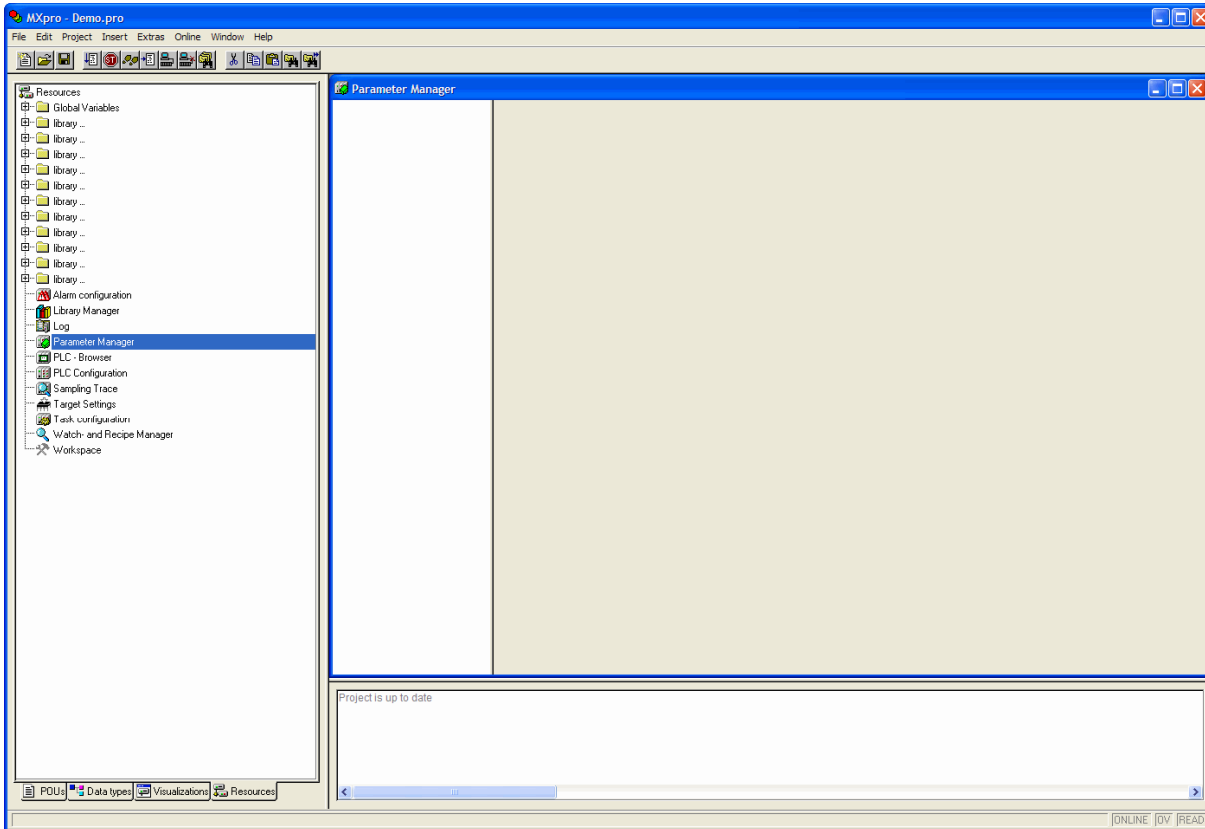 MXpro - Demo.pro
File Edit Project Insert Extras Online Window Help
Resources
Global Variables
library ...
library ...
library ...
library ...
library ...
library ...
library ...
library ...
library ...
library ...
library ...
Alarm configuration
Library Manager
Log
Parameter Manager
PLC - Browser
PLC Configuration
Sampling Trace
Target Settings
Task configuration
Watch- and Recipe Manager
Workspace
POUs Data types Visualizations Resources
Parameter Manager
Project is up to date
ONLINE OV READ